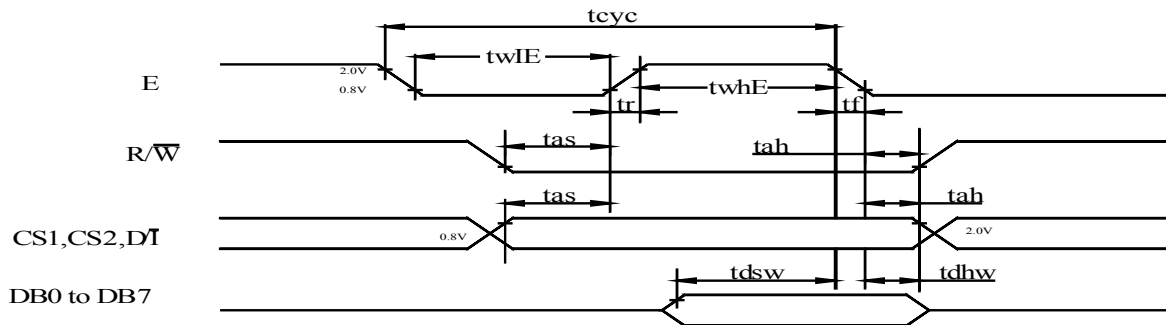 tcyc
twIE
E
2.0V
0.8V
twhE
tr
tf
R/W̅
tas
tah
tas
tah
CS1,CS2,D/I̅
0.8V
2.0V
tdsw
tdhw
DB0 to DB7